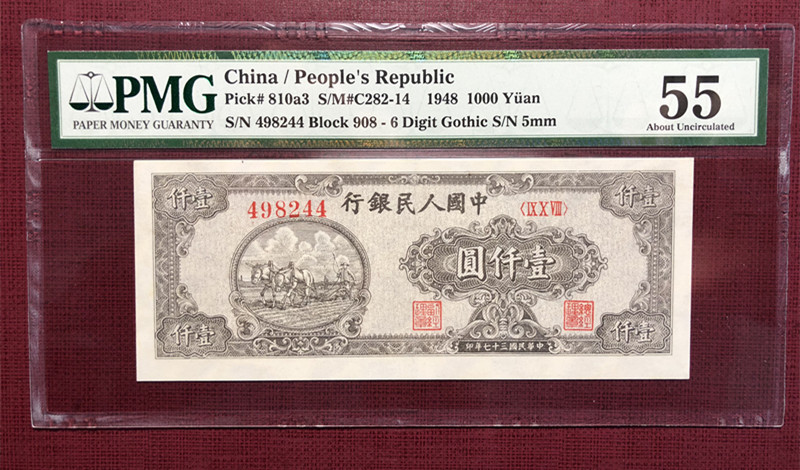 PMG
PAPER MONEY GUARANTY
China / People's Republic
Pick# 810a3 S/M#C282-14 1948 1000 Yüan
S/N 498244 Block 908 - 6 Digit Gothic S/N 5mm
55
About Uncirculated
仟壹
行銀民人國中
仟壹
498244
〈IX X VIII〉
圓仟壹
仟壹
仟壹
印年七十三國民華中